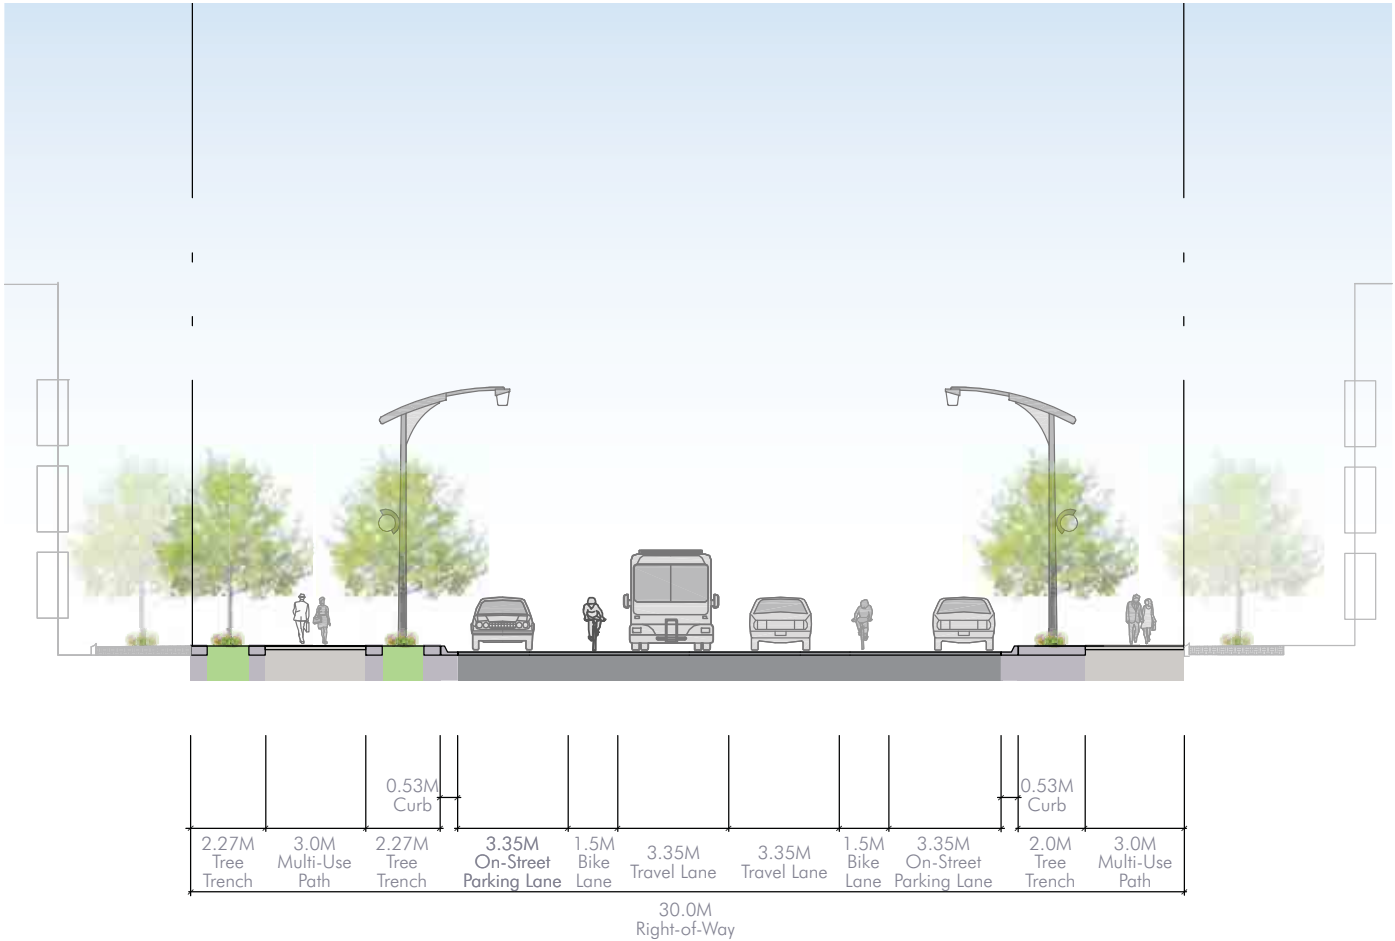 0.53M
Curb
0.53M
Curb
2.27M
Tree
Trench
3.0M
Multi-Use
Path
2.27M
Tree
Trench
3.35M
On-Street
Parking Lane
1.5M
Bike
Lane
3.35M
Travel Lane
3.35M
Travel Lane
1.5M
Bike
Lane
3.35M
On-Street
Parking Lane
2.0M
Tree
Trench
3.0M
Multi-Use
Path
30.0M
Right-of-Way